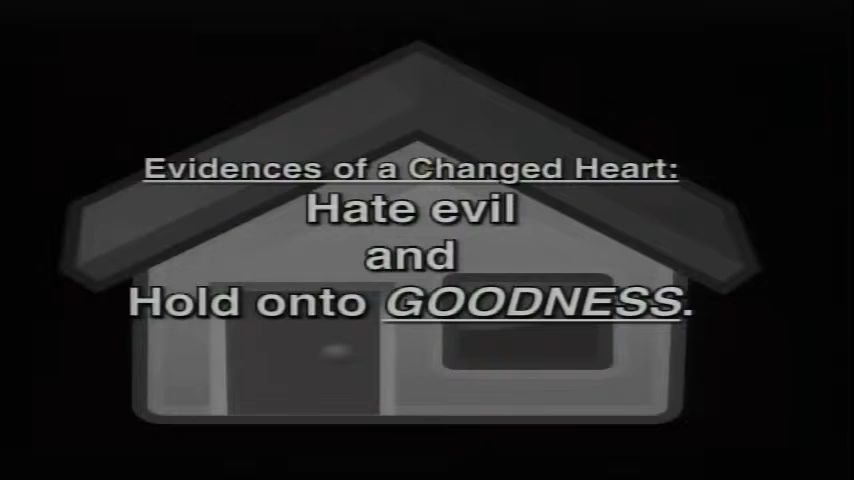 Evidences of a Changed Heart:
Hate evil
and
Hold onto GOODNESS.